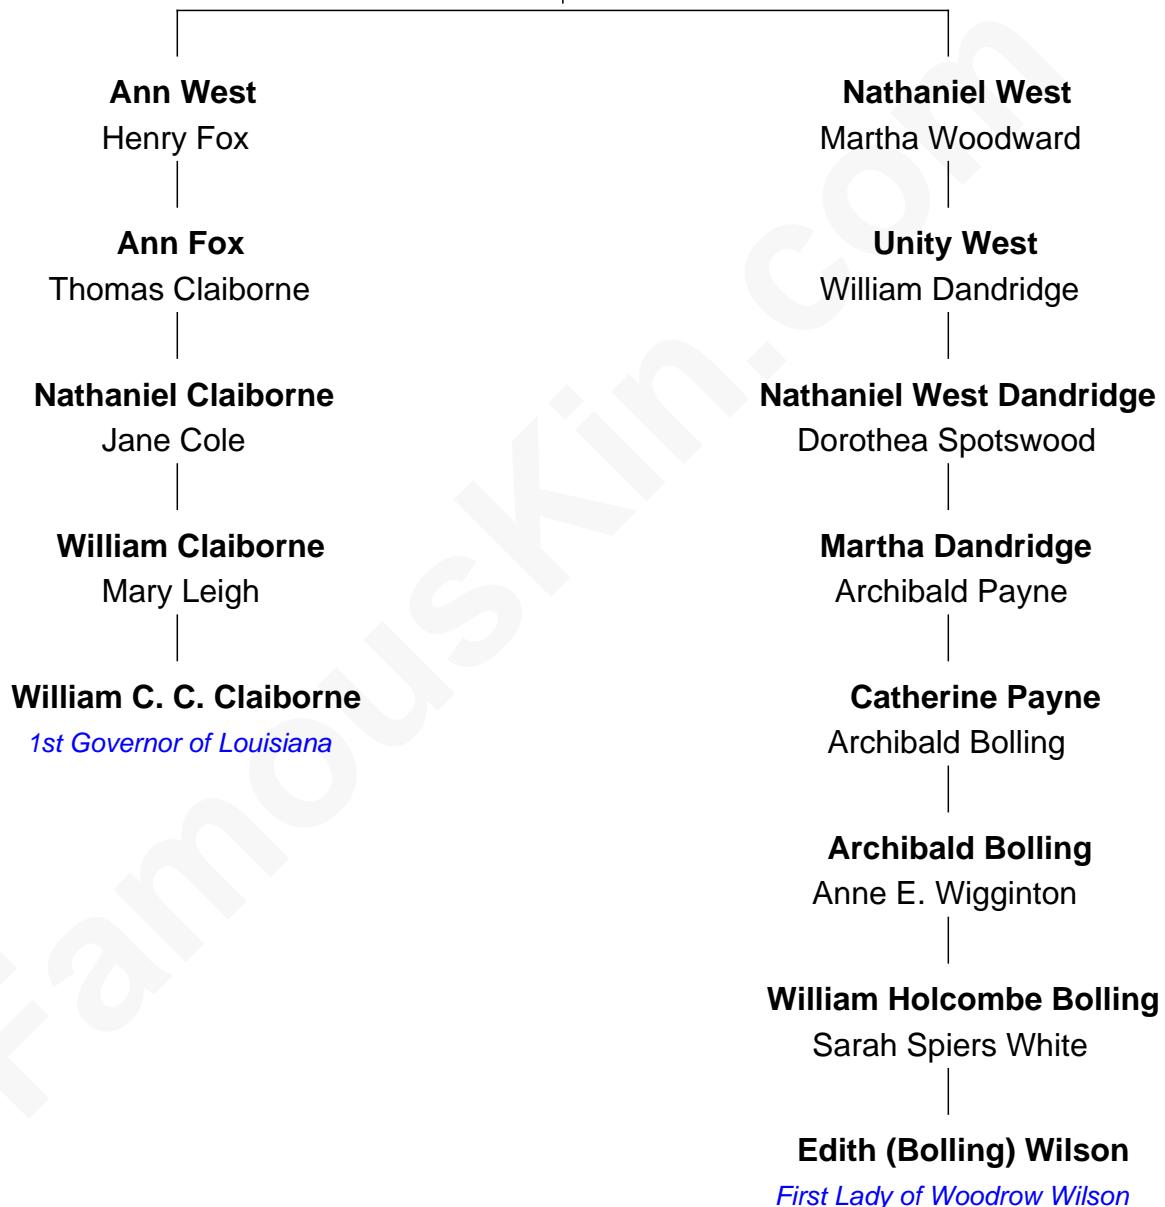 Ann West
Henry Fox
Ann Fox
Thomas Claiborne
Nathaniel Claiborne
Jane Cole
William Claiborne
Mary Leigh
William C. C. Claiborne
1st Governor of Louisiana
Nathaniel West
Martha Woodward
Unity West
William Dandridge
Nathaniel West Dandridge
Dorothea Spotswood
Martha Dandridge
Archibald Payne
Catherine Payne
Archibald Bolling
Archibald Bolling
Anne E. Wigginton
William Holcombe Bolling
Sarah Spiers White
Edith (Bolling) Wilson
First Lady of Woodrow Wilson
FamousKin.com